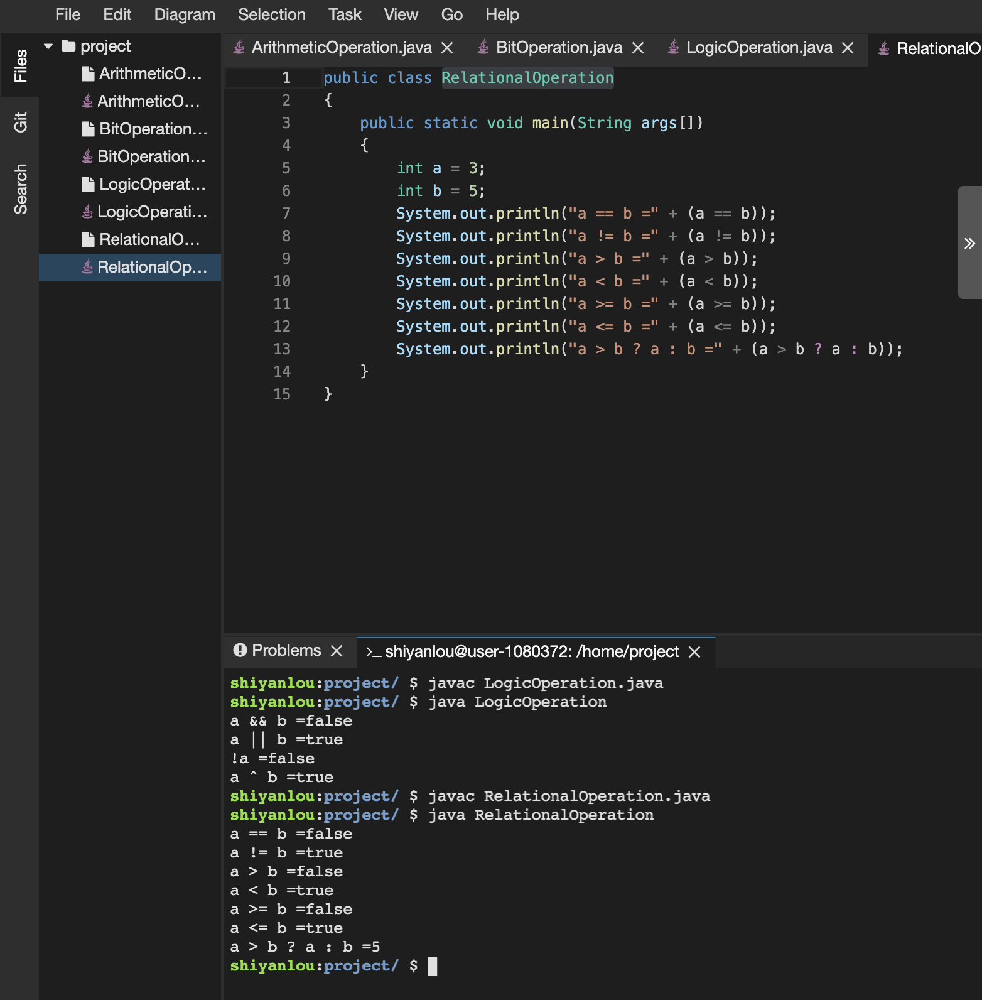 File Edit Diagram Selection Task View Go Help
Files
Git
Search
project
ArithmeticO...
ArithmeticO...
BitOperation...
BitOperation...
LogicOperat...
LogicOperati...
RelationalO...
RelationalOp...
ArithmeticOperation.java BitOperation.java LogicOperation.java RelationalO
1 public class RelationalOperation
2 {
3 public static void main(String args[])
4 {
5 int a = 3;
6 int b = 5;
7 System.out.println("a == b =" + (a == b));
8 System.out.println("a != b =" + (a != b));
9 System.out.println("a > b =" + (a > b));
10 System.out.println("a < b =" + (a < b));
11 System.out.println("a >= b =" + (a >= b));
12 System.out.println("a <= b =" + (a <= b));
13 System.out.println("a > b ? a : b =" + (a > b ? a : b));
14 }
15 }
Problems >_ shiyanlou@user-1080372: /home/project
shiyanlou:project/ $ javac LogicOperation.java
shiyanlou:project/ $ java LogicOperation
a && b =false
a || b =true
!a =false
a ^ b =true
shiyanlou:project/ $ javac RelationalOperation.java
shiyanlou:project/ $ java RelationalOperation
a == b =false
a != b =true
a > b =false
a < b =true
a >= b =false
a <= b =true
a > b ? a : b =5
shiyanlou:project/ $